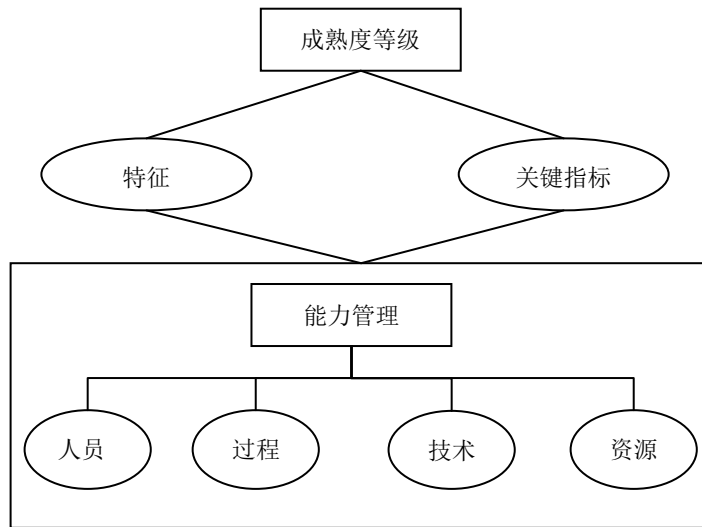 成熟度等级
特征
关键指标
能力管理
人员
过程
技术
资源